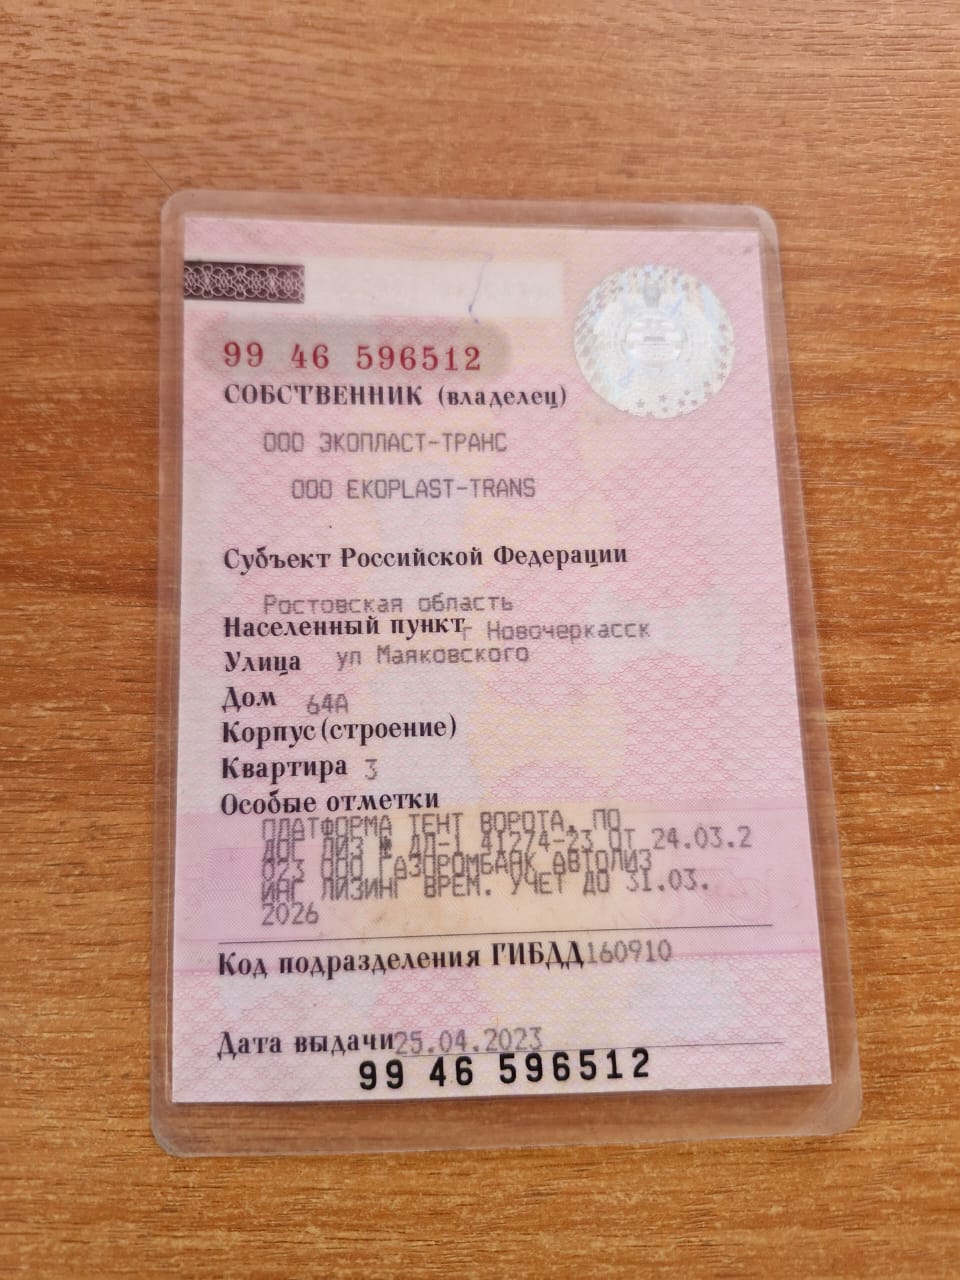 99 46 596512
СОБСТВЕННИК (владелец)
ООО ЭКОПЛАСТ-ТРАНС
ООО EKOPLAST-TRANS
Субъект Российской Федерации
Ростовская область
Населенный пункт г Новочеркасск
Улица ул Маяковского
Дом 64А
Корпус (строение)
Квартира 3
Особые отметки
ПЛАТФОРМА ТЕНТ ВОРОТА. ПО
ДОГ ЛИЗ № ДЛ-1 41274-23 ОТ 24.03.2
023 ООО ГАЗПРОМБАНК АВТОЛИЗ
ИНГ ЛИЗИНГ ВРЕМ. УЧЕТ ДО 31.03.
2026
Код подразделения ГИБДД 160910
Дата выдачи 25.04.2023
99 46 596512